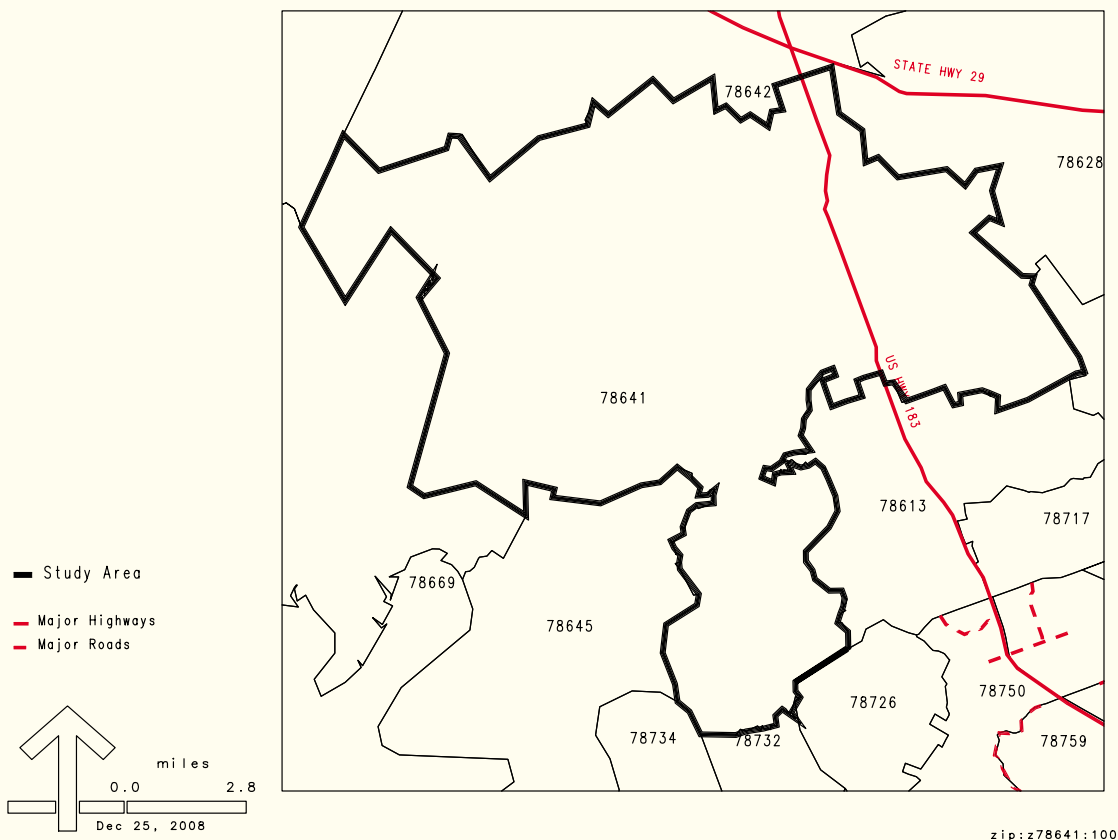 STATE HWY 29
78642
78628
78641
US HWY 183
78613
78717
Study Area
78669
Major Highways
78645
Major Roads
78750
78726
78734
78732
78759
miles
0.0 2.8
Dec 25, 2008
zip:z78641:100